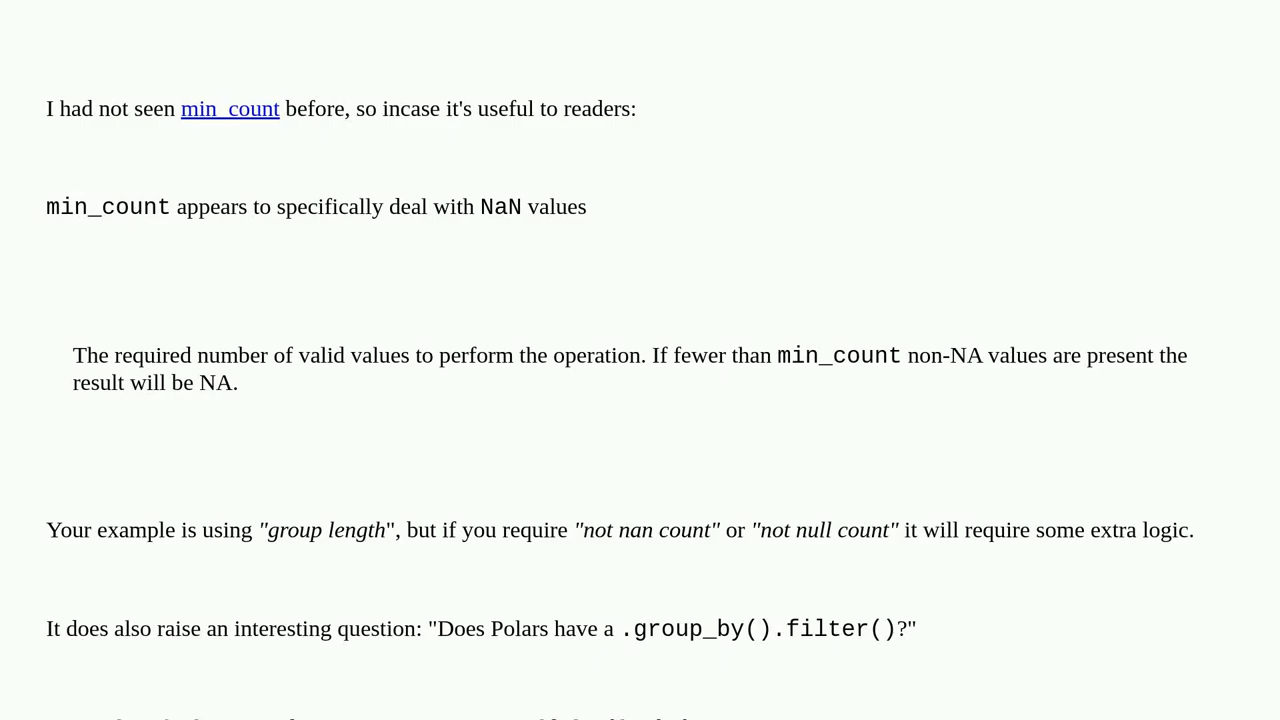 I had not seen min_count before, so incase it's useful to readers:
min_count appears to specifically deal with NaN values
The required number of valid values to perform the operation. If fewer than min_count non-NA values are present the
result will be NA.
Your example is using "group length", but if you require "not nan count" or "not null count" it will require some extra logic.
It does also raise an interesting question: "Does Polars have a .group_by().filter()?"